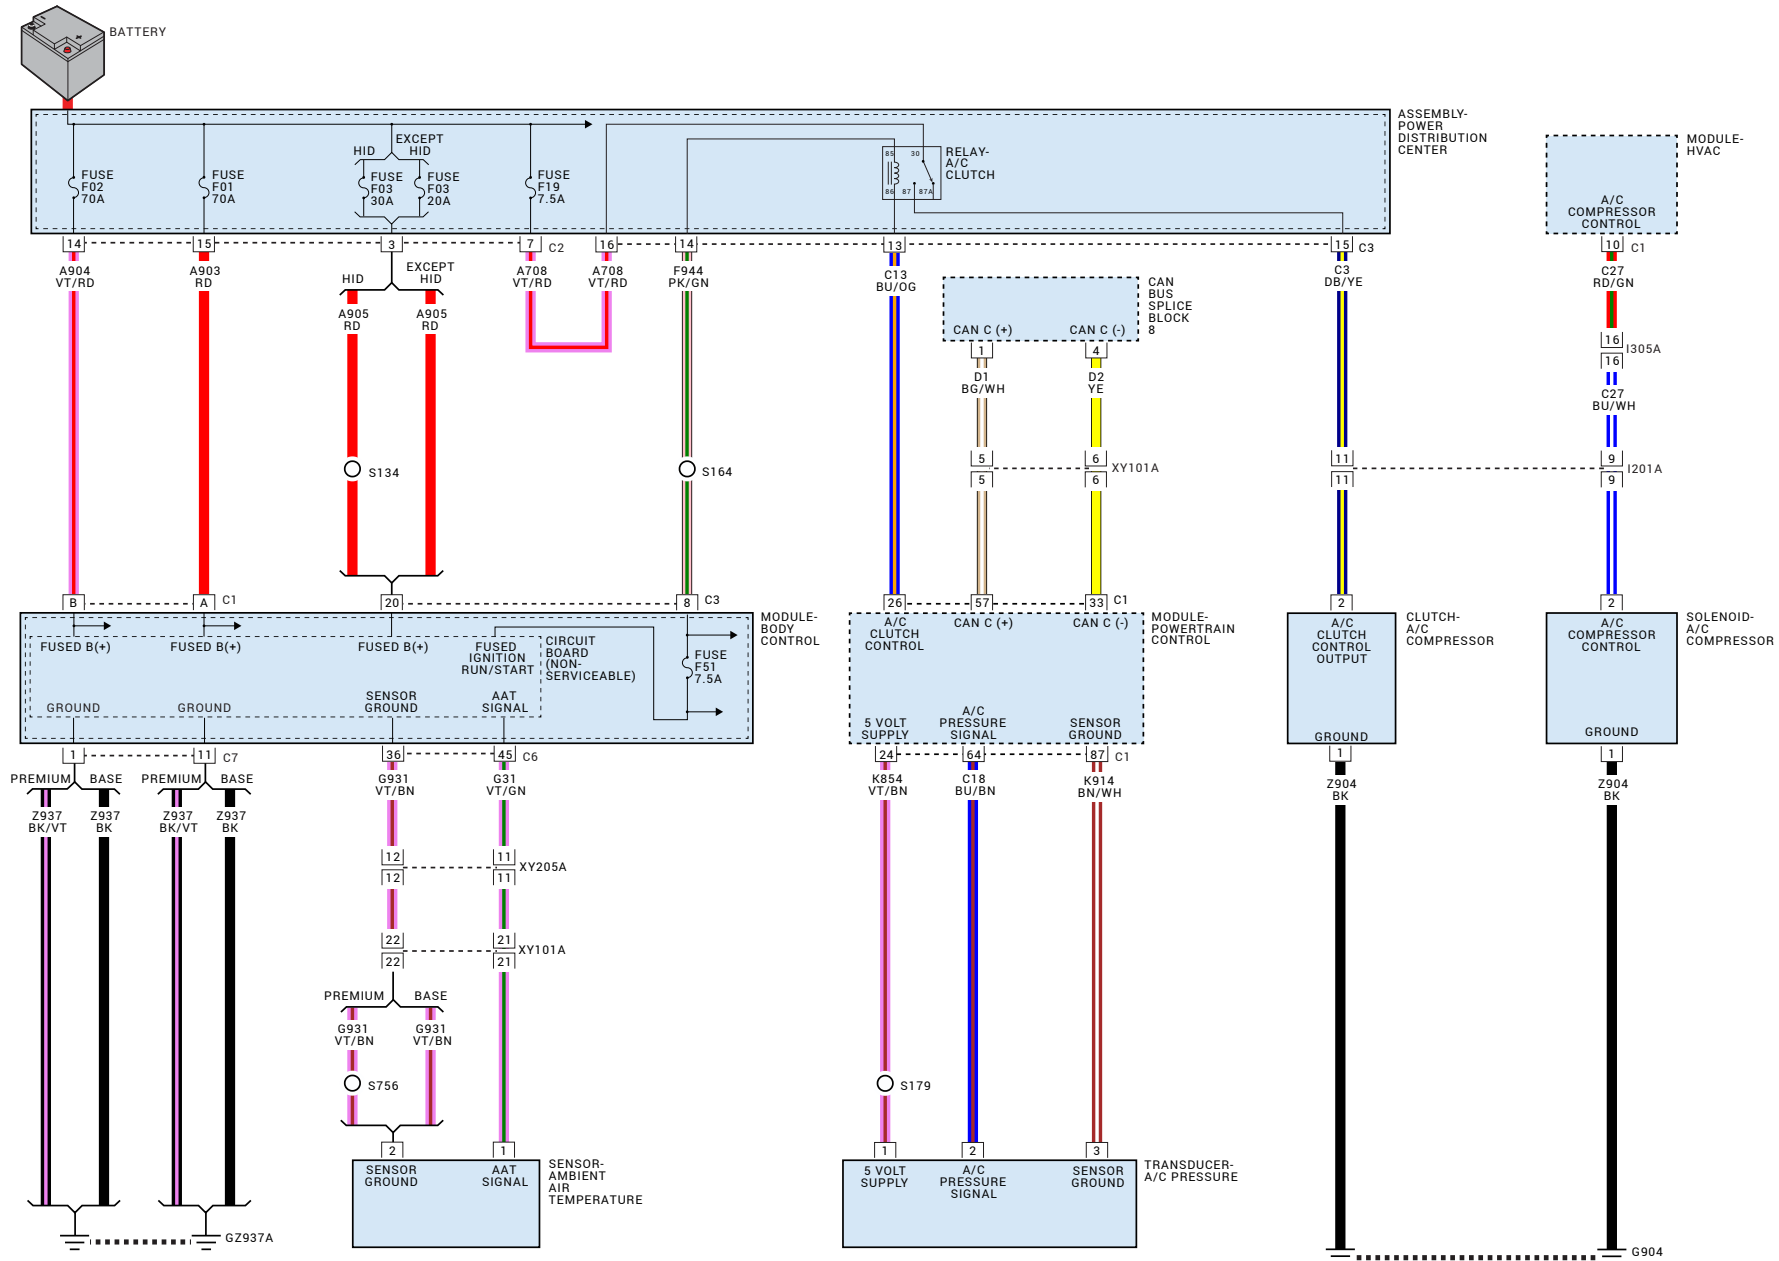 BATTERY
ASSEMBLY-
POWER
DISTRIBUTION
CENTER
FUSE
F02
70A
FUSE
F01
70A
HID
EXCEPT
HID
FUSE
F03
30A
FUSE
F03
20A
FUSE
F19
7.5A
85
30
86
87
87A
RELAY-
A/C
CLUTCH
MODULE-
HVAC
A/C
COMPRESSOR
CONTROL
14
15
3
7
C2
16
14
13
15
C3
10
C1
A904
VT/RD
A903
RD
HID
EXCEPT
HID
A905
RD
A905
RD
A708
VT/RD
A708
VT/RD
F944
PK/GN
C13
BU/OG
C3
DB/YE
C27
RD/GN
CAN
BUS
SPLICE
BLOCK
8
CAN C (+)
CAN C (-)
1
4
D1
BG/WH
D2
YE
16
I305A
16
C27
BU/WH
S134
S164
5
6
XY101A
5
6
11
9
I201A
11
9
B
A
C1
20
8
C3
26
57
33
C1
2
2
MODULE-
BODY
CONTROL
FUSED B(+)
FUSED B(+)
FUSED B(+)
FUSED
IGNITION
RUN/START
CIRCUIT
BOARD
(NON-
SERVICEABLE)
FUSE
F51
7.5A
GROUND
GROUND
SENSOR
GROUND
AAT
SIGNAL
MODULE-
POWERTRAIN
CONTROL
A/C
CLUTCH
CONTROL
CAN C (+)
CAN C (-)
5 VOLT
SUPPLY
A/C
PRESSURE
SIGNAL
SENSOR
GROUND
CLUTCH-
A/C
COMPRESSOR
A/C
CLUTCH
CONTROL
OUTPUT
GROUND
SOLENOID-
A/C
COMPRESSOR
A/C
COMPRESSOR
CONTROL
GROUND
1
11
C7
36
45
C6
24
64
87
C1
1
1
PREMIUM
BASE
PREMIUM
BASE
Z937
BK/VT
Z937
BK
Z937
BK/VT
Z937
BK
G931
VT/BN
G31
VT/GN
K854
VT/BN
C18
BU/BN
K914
BN/WH
Z904
BK
Z904
BK
12
11
XY205A
12
11
22
21
XY101A
22
21
PREMIUM
BASE
G931
VT/BN
G931
VT/BN
S756
S179
2
1
1
2
3
SENSOR
GROUND
AAT
SIGNAL
SENSOR-
AMBIENT
AIR
TEMPERATURE
5 VOLT
SUPPLY
A/C
PRESSURE
SIGNAL
SENSOR
GROUND
TRANSDUCER-
A/C PRESSURE
GZ937A
G904